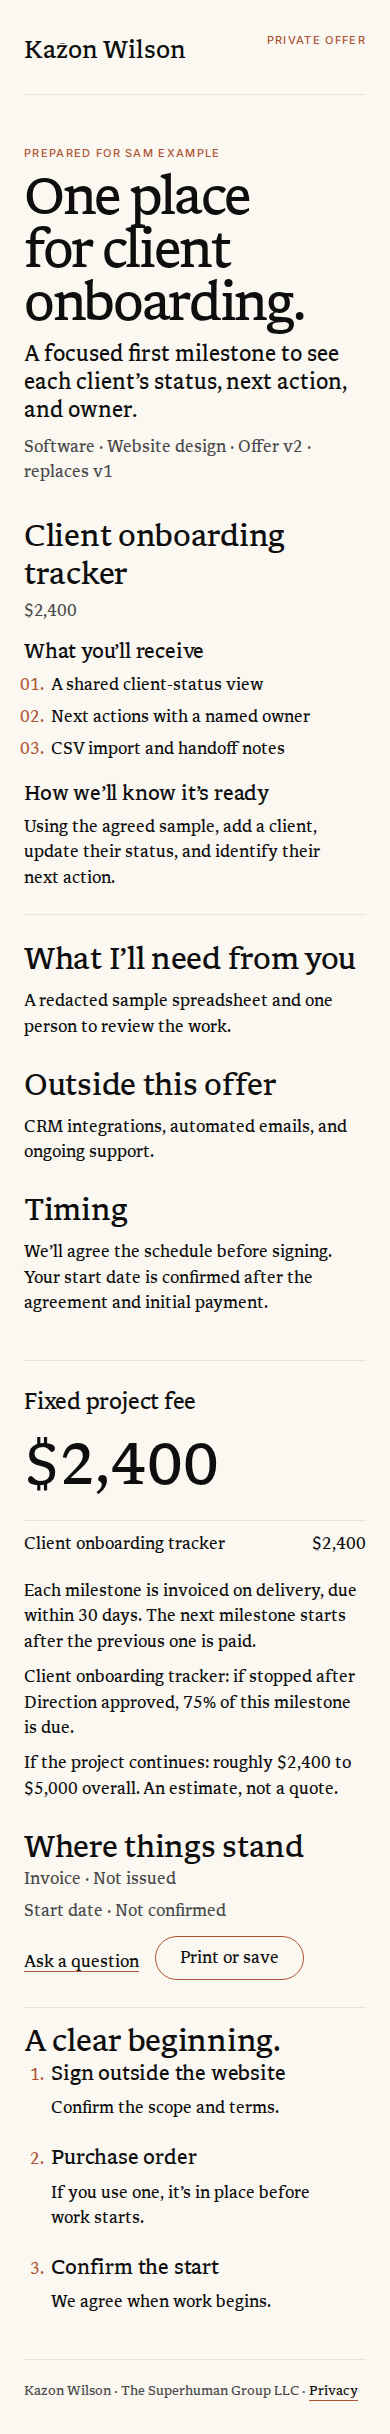 Kazon Wilson
PRIVATE OFFER
PREPARED FOR SAM EXAMPLE
One place
for client
onboarding.
A focused first milestone to see
each client’s status, next action,
and owner.
Software · Website design · Offer v2 ·
replaces v1
Client onboarding
tracker
$2,400
What you’ll receive
01. A shared client-status view
02. Next actions with a named owner
03. CSV import and handoff notes
How we’ll know it’s ready
Using the agreed sample, add a client,
update their status, and identify their
next action.
What I’ll need from you
A redacted sample spreadsheet and one
person to review the work.
Outside this offer
CRM integrations, automated emails, and
ongoing support.
Timing
We’ll agree the schedule before signing.
Your start date is confirmed after the
agreement and initial payment.
Fixed project fee
$2,400
Client onboarding tracker $2,400
Each milestone is invoiced on delivery, due
within 30 days. The next milestone starts
after the previous one is paid.
Client onboarding tracker: if stopped after
Direction approved, 75% of this milestone
is due.
If the project continues: roughly $2,400 to
$5,000 overall. An estimate, not a quote.
Where things stand
Invoice · Not issued
Start date · Not confirmed
Ask a question Print or save
A clear beginning.
1. Sign outside the website
Confirm the scope and terms.
2. Purchase order
If you use one, it’s in place before
work starts.
3. Confirm the start
We agree when work begins.
Kazon Wilson · The Superhuman Group LLC · Privacy